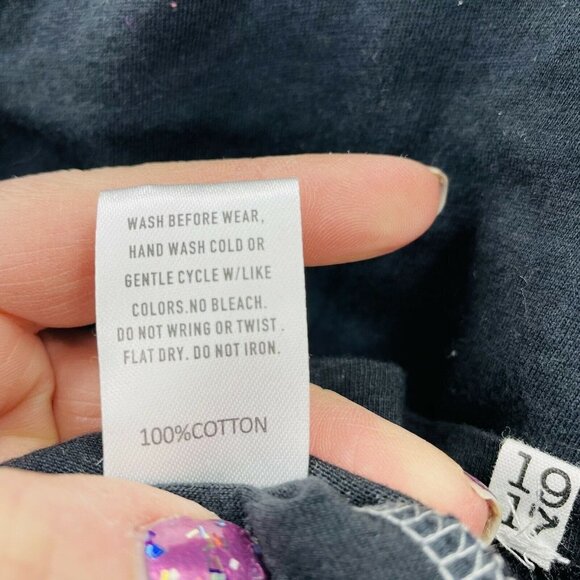 WASH BEFORE WEAR,
HAND WASH COLD OR
GENTLE CYCLE W/LIKE
COLORS.NO BLEACH.
DO NOT WRING OR TWIST.
FLAT DRY. DO NOT IRON.
100%COTTON
19